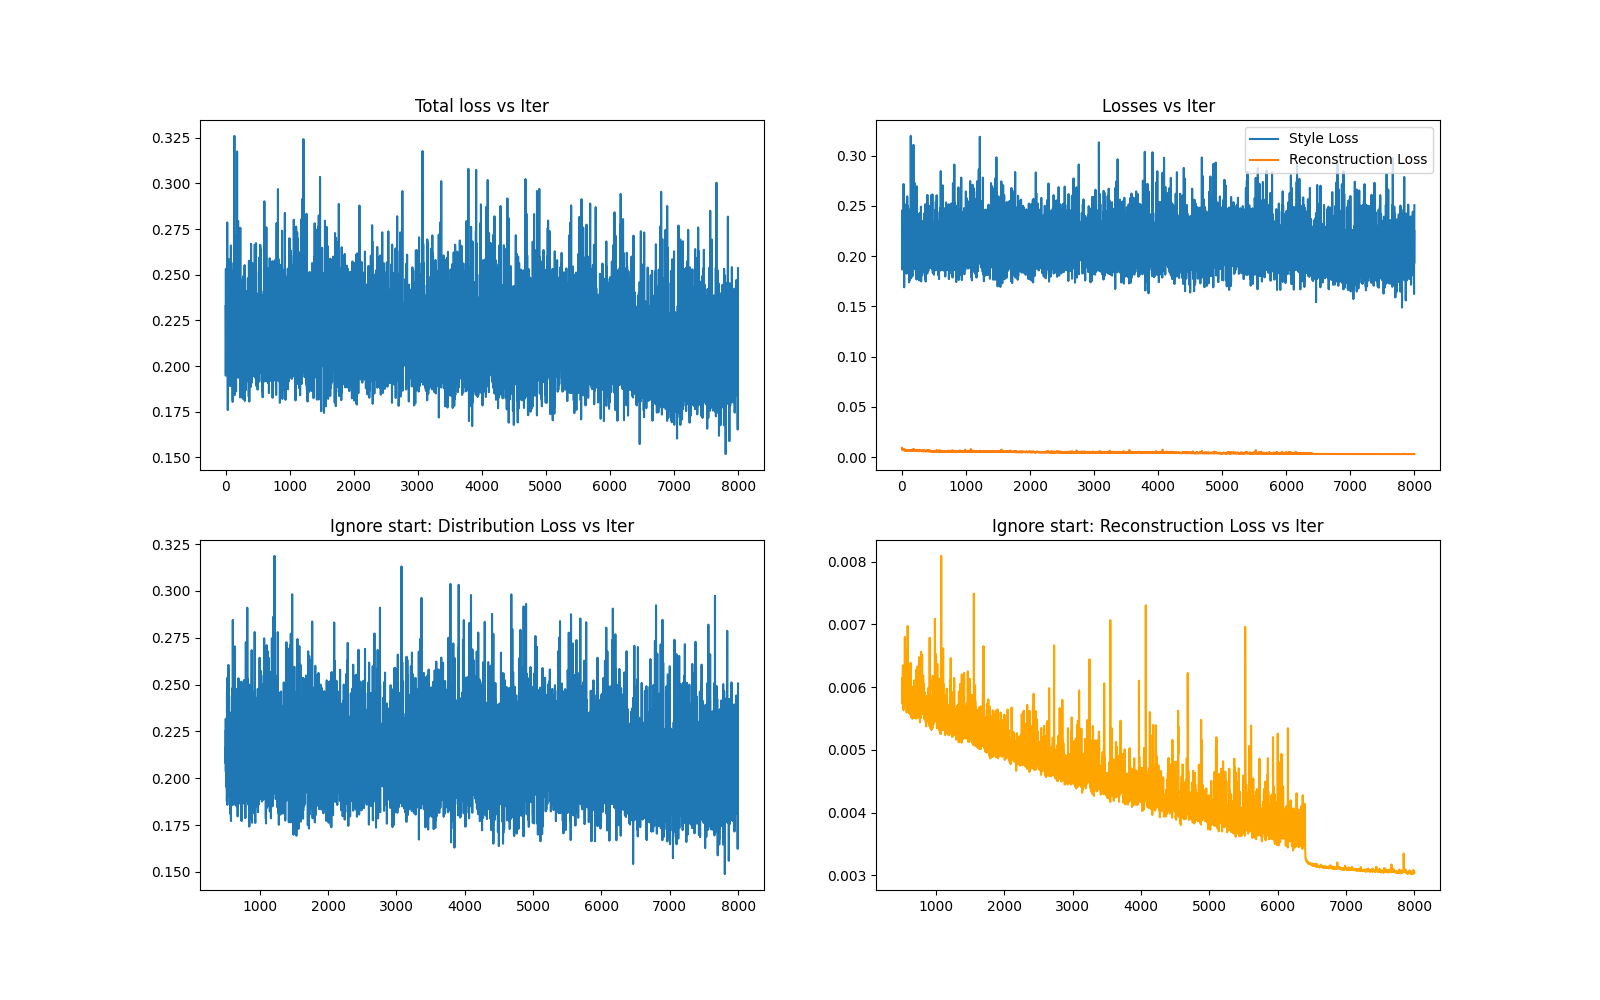 Total loss vs Iter
0.325
0.300
0.275
0.250
0.225
0.200
0.175
0.150
0 1000 2000 3000 4000 5000 6000 7000 8000
Losses vs Iter
Style Loss
Reconstruction Loss
0.30
0.25
0.20
0.15
0.10
0.05
0.00
0 1000 2000 3000 4000 5000 6000 7000 8000
Ignore start: Distribution Loss vs Iter
0.325
0.300
0.275
0.250
0.225
0.200
0.175
0.150
1000 2000 3000 4000 5000 6000 7000 8000
Ignore start: Reconstruction Loss vs Iter
0.008
0.007
0.006
0.005
0.004
0.003
1000 2000 3000 4000 5000 6000 7000 8000